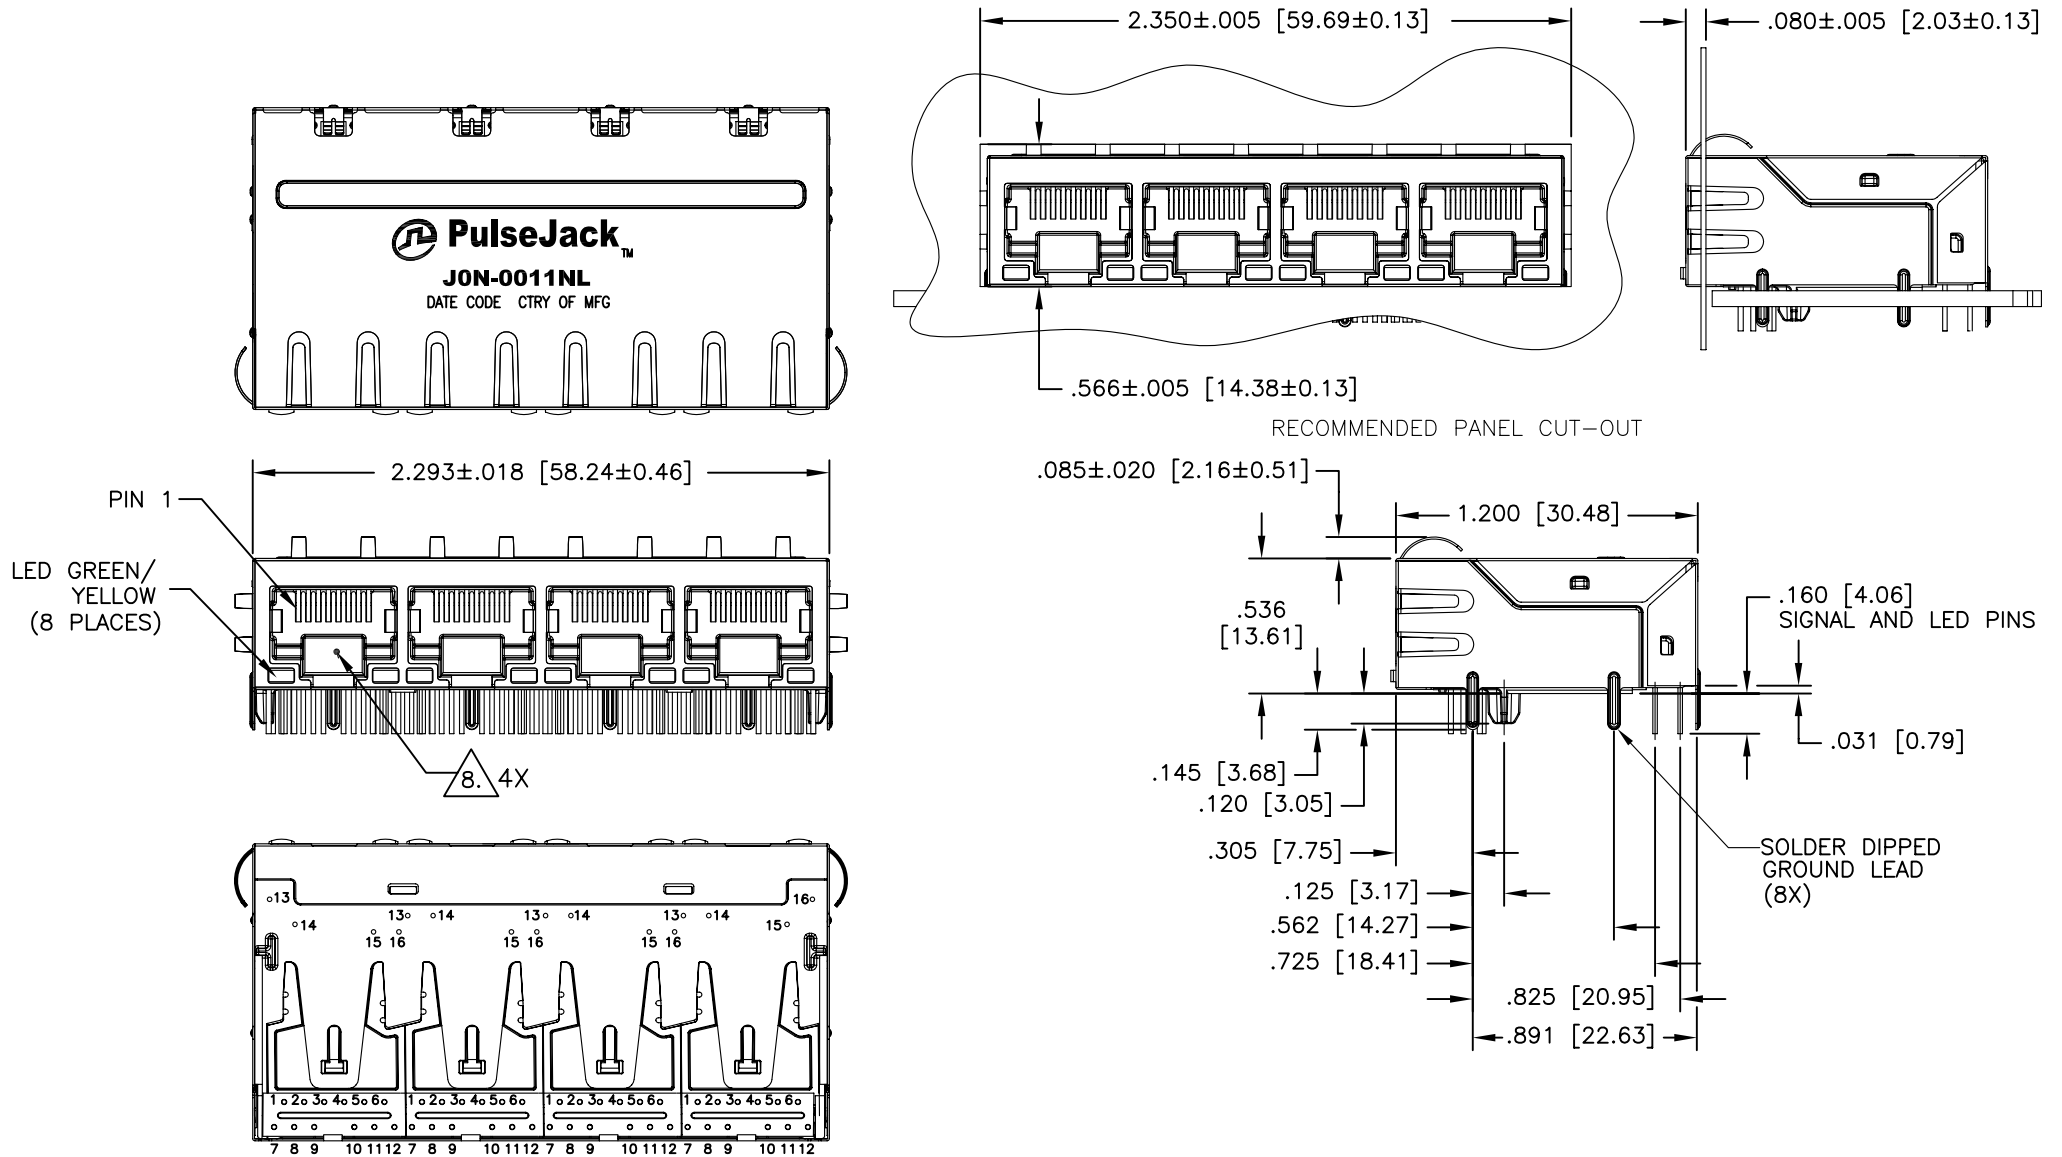 2.350±.005 [59.69±0.13]
.080±.005 [2.03±0.13]
PulseJack™
J0N-0011NL
DATE CODE CTRY OF MFG
.566±.005 [14.38±0.13]
RECOMMENDED PANEL CUT-OUT
2.293±.018 [58.24±0.46]
PIN 1
LED GREEN/
YELLOW
(8 PLACES)
8. 4X
.085±.020 [2.16±0.51]
1.200 [30.48]
.536
[13.61]
.160 [4.06]
SIGNAL AND LED PINS
.031 [0.79]
.145 [3.68]
.120 [3.05]
.305 [7.75]
.125 [3.17]
.562 [14.27]
.725 [18.41]
.825 [20.95]
.891 [22.63]
SOLDER DIPPED
GROUND LEAD
(8X)
13 16
13 14 13 14 13 14
14 15
15 16 15 16 15 16
1 2 3 4 5 6 1 2 3 4 5 6 1 2 3 4 5 6 1 2 3 4 5 6
7 8 9 10 11 12 7 8 9 10 11 12 7 8 9 10 11 12 7 8 9 10 11 12